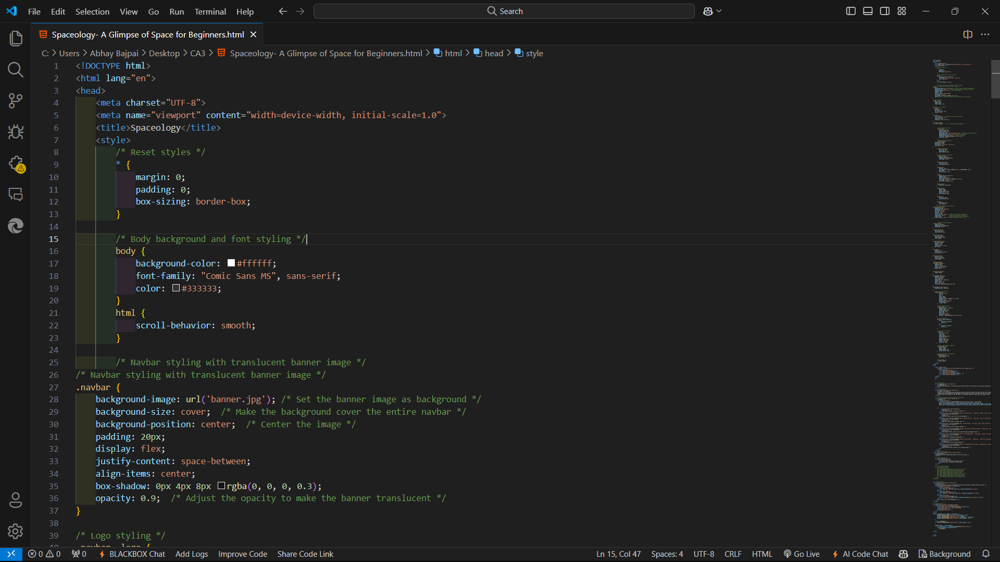 File Edit Selection View Go Run Terminal Help Search
Spaceology- A Glimpse of Space for Beginners.html
C: > Users > Abhay Bajpai > Desktop > CA3 > Spaceology- A Glimpse of Space for Beginners.html > html > head > style
1 <!DOCTYPE html>
2 <html lang="en">
3 <head>
4 <meta charset="UTF-8">
5 <meta name="viewport" content="width=device-width, initial-scale=1.0">
6 <title>Spaceology</title>
7 <style>
8 /* Reset styles */
9 * {
10 margin: 0;
11 padding: 0;
12 box-sizing: border-box;
13 }
14
15 /* Body background and font styling */
16 body {
17 background-color: #ffffff;
18 font-family: "Comic Sans MS", sans-serif;
19 color: #333333;
20 }
21 html {
22 scroll-behavior: smooth;
23 }
24
25 /* Navbar styling with translucent banner image */
26 /* Navbar styling with translucent banner image */
27 .navbar {
28 background-image: url('banner.jpg'); /* Set the banner image as background */
29 background-size: cover; /* Make the background cover the entire navbar */
30 background-position: center; /* Center the image */
31 padding: 20px;
32 display: flex;
33 justify-content: space-between;
34 align-items: center;
35 box-shadow: 0px 4px 8px rgba(0, 0, 0, 0.3);
36 opacity: 0.9; /* Adjust the opacity to make the banner translucent */
37 }
38
39 /* Logo styling */
40 .navbar .logo {
0 0 0 BLACKBOX Chat Add Logs Improve Code Share Code Link Ln 15, Col 47 Spaces: 4 UTF-8 CRLF HTML Go Live AI Code Chat Background